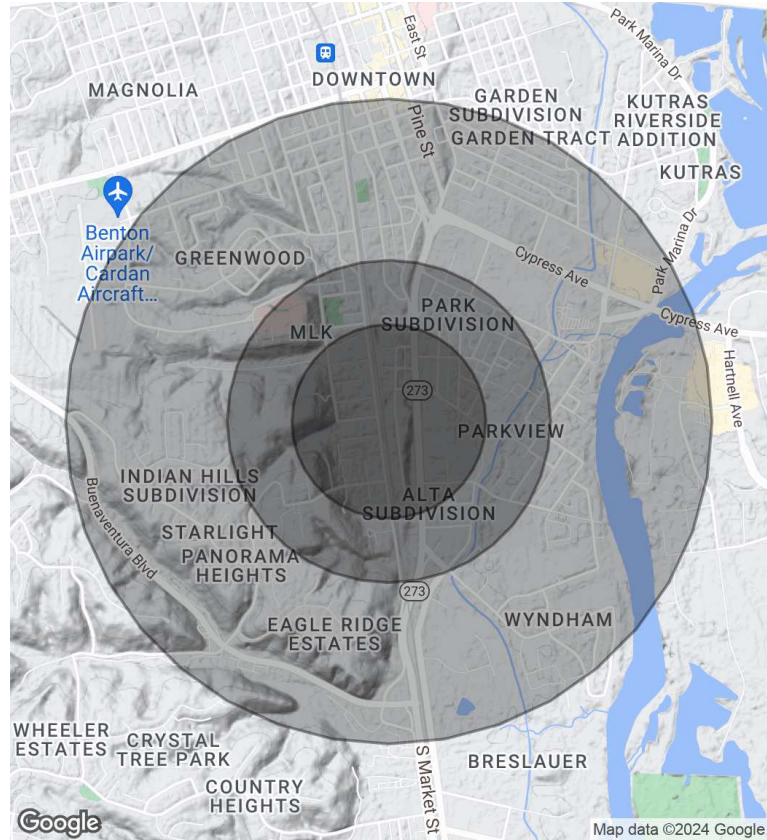 East St
Park Marina Dr
MAGNOLIA
DOWNTOWN
GARDEN
SUBDIVISION
KUTRAS
RIVERSIDE
ADDITION
Pine St
GARDEN TRACT
KUTRAS
Benton
Airpark/
Cardan
Aircraft...
GREENWOOD
Cypress Ave
Park Marina Dr
PARK
SUBDIVISION
Cypress Ave
MLK
Hartnell Ave
273
PARKVIEW
INDIAN HILLS
SUBDIVISION
ALTA
SUBDIVISION
Buenaventura Blvd
STARLIGHT
PANORAMA
HEIGHTS
273
EAGLE RIDGE
ESTATES
WYNDHAM
WHEELER
ESTATES
CRYSTAL
TREE PARK
S Market St
BRESLAUER
COUNTRY
HEIGHTS
Google
Map data ©2024 Google